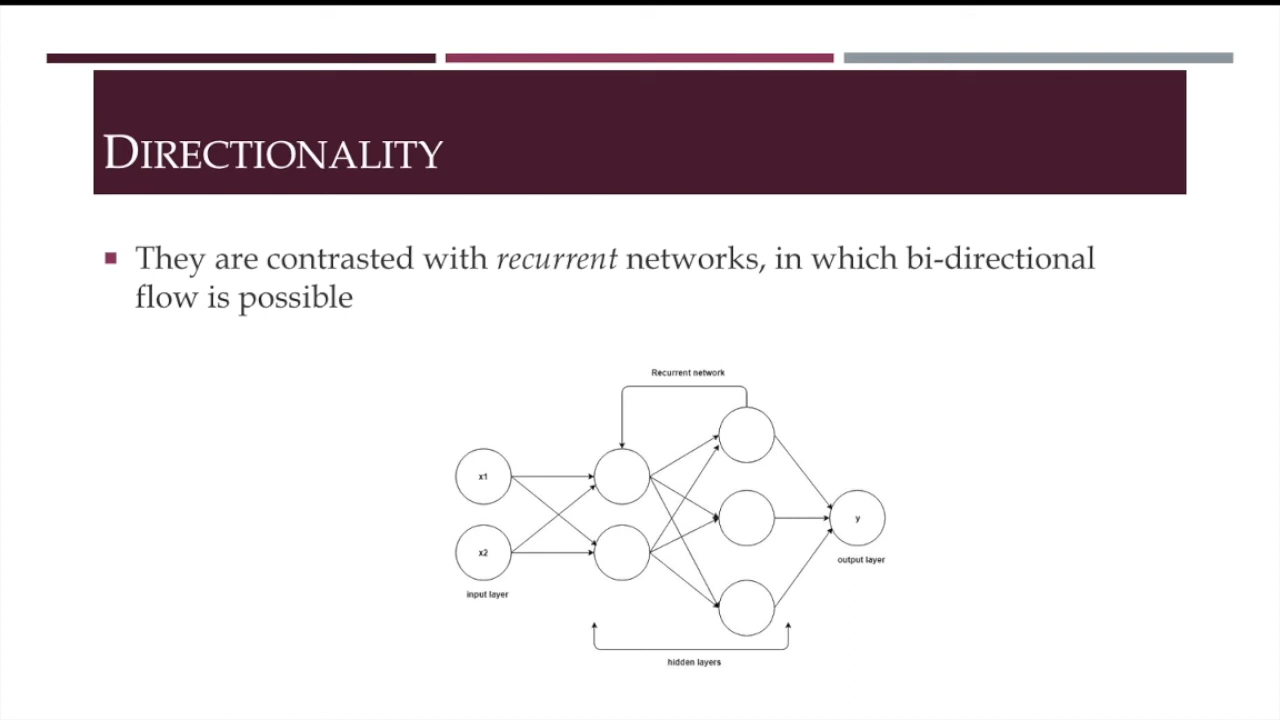 DIRECTIONALITY
They are contrasted with recurrent networks, in which bi-directional
flow is possible
Recurrent network
x1
x2
y
output layer
input layer
hidden layers